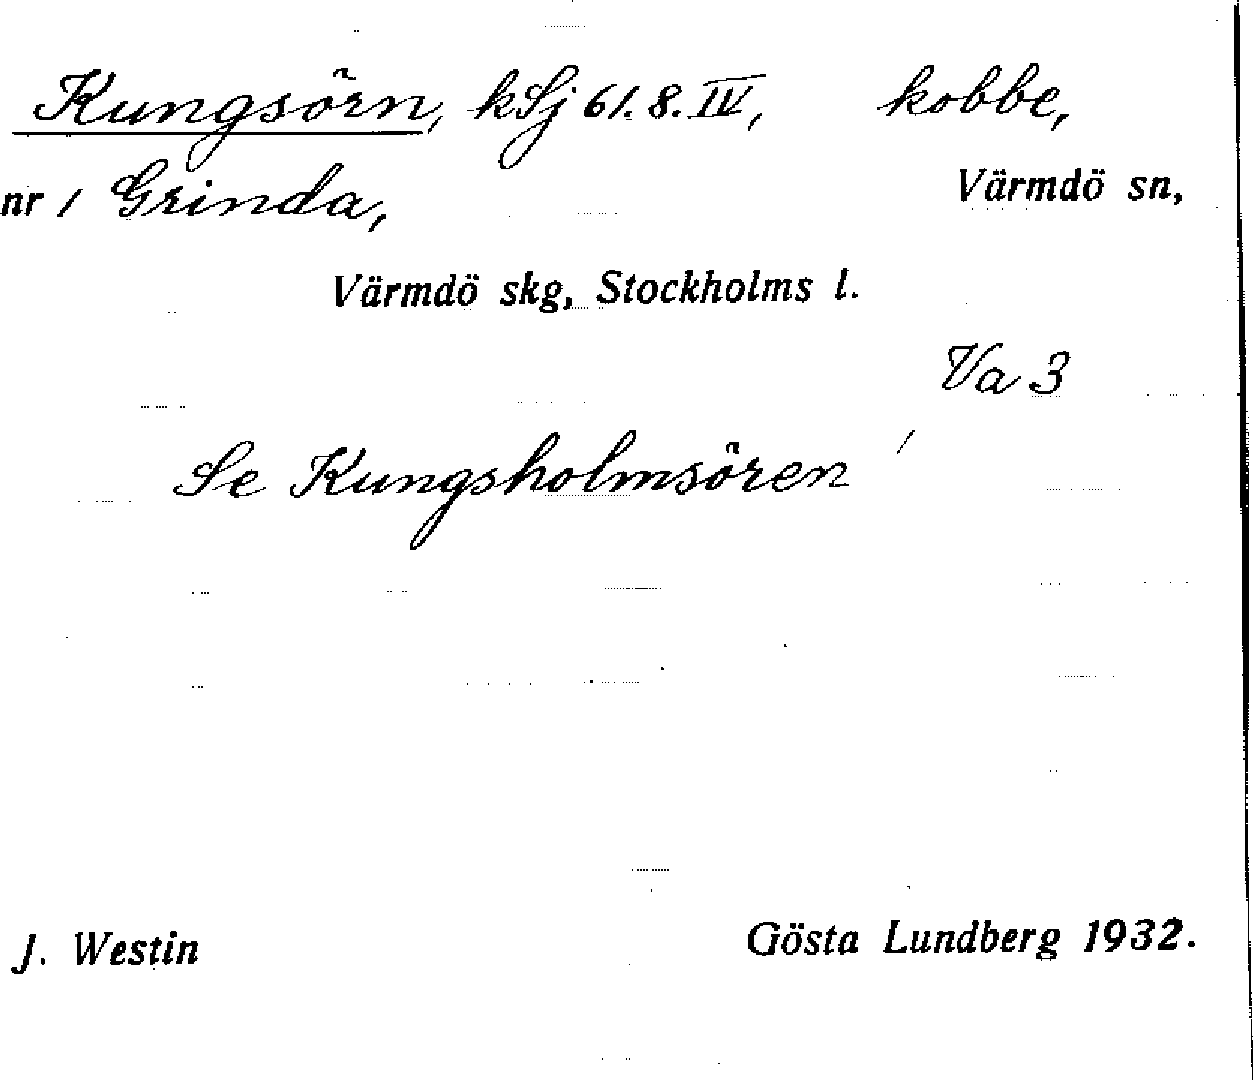 Kungsörn, kSj 61.8.IV, kobbe,
nr 1 Grinda, Värmdö sn,
Värmdö skg, Stockholms l.
Va 3
Se Kungsholmsören
J. Westin Gösta Lundberg 1932.